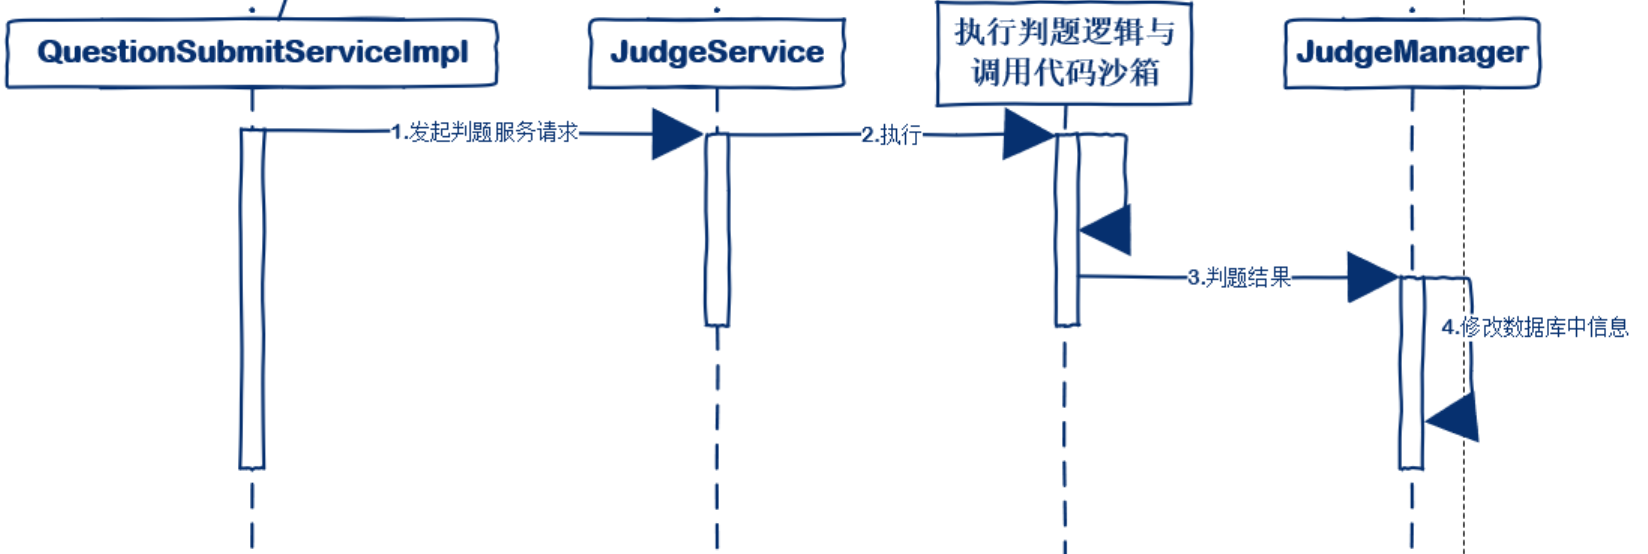 QuestionSubmitServiceImpl
JudgeService
执行判题逻辑与
调用代码沙箱
JudgeManager
1.发起判题服务请求
2.执行
3.判题结果
4.修改数据库中信息